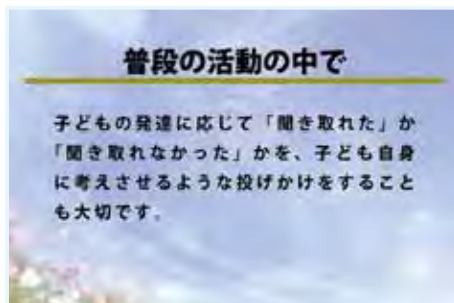 普段の活動の中で
子どもの発達に応じて「聞き取れた」か
「聞き取れなかった」かを、子ども自身
に考えさせるような投げかけをすること
も大切です。